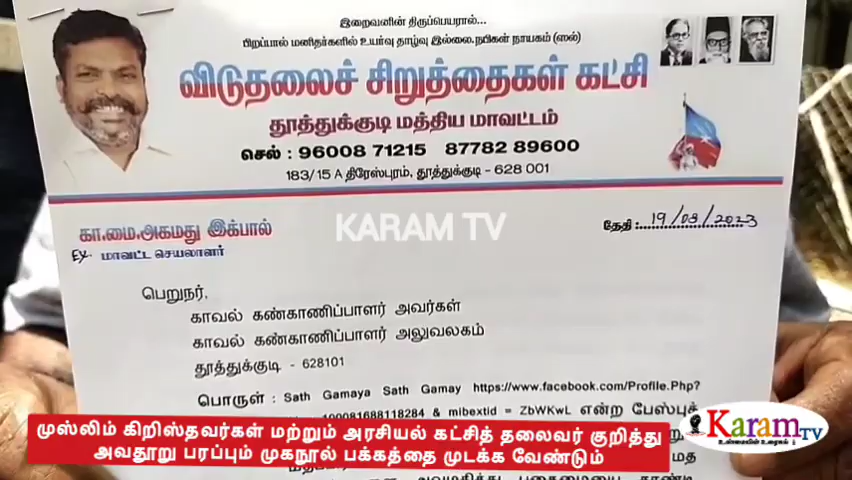 இறைவனின் திருப்பெயரால்...
பிறப்பால் மனிதர்களில் உயர்வு தாழ்வு இல்லை.நபிகள் நாயகம் (ஸல்)
விடுதலைச் சிறுத்தைகள் கட்சி
தூத்துக்குடி மத்திய மாவட்டம்
செல் : 96008 71215 87782 89600
183/15 A திரேஸ்புரம், தூத்துக்குடி - 628 001
கா.மை.அகமது இக்பால்
EX. மாவட்ட செயலாளர்
தேதி :19/08/2023
KARAM TV
பெறுநர்,
காவல் கண்காணிப்பாளர் அவர்கள்
காவல் கண்காணிப்பாளர் அலுவலகம்
தூத்துக்குடி - 628101
பொருள் : Sath Gamaya Sath Gamay https://www.facebook.com/Profile.Php?
100081688118284 & mibextid = ZbWKwL என்ற பேஸ்புக்
மத
முஸ்லிம் கிறிஸ்தவர்கள் மற்றும் அரசியல் கட்சித் தலைவர் குறித்து
அவதூறு பரப்பும் முகநூல் பக்கத்தை முடக்க வேண்டும்
Karam TV
உண்மையின் உரைகல்